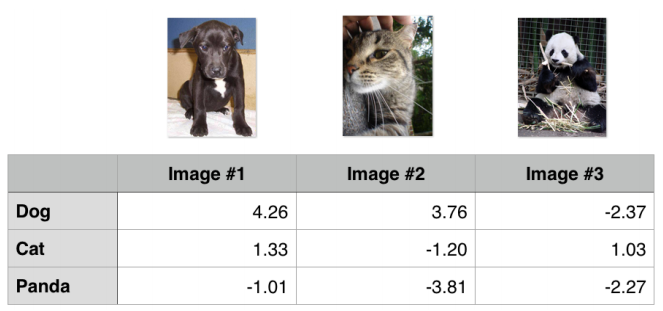 Image #1 Image #2 Image #3
Dog 4.26 3.76 -2.37
Cat 1.33 -1.20 1.03
Panda -1.01 -3.81 -2.27